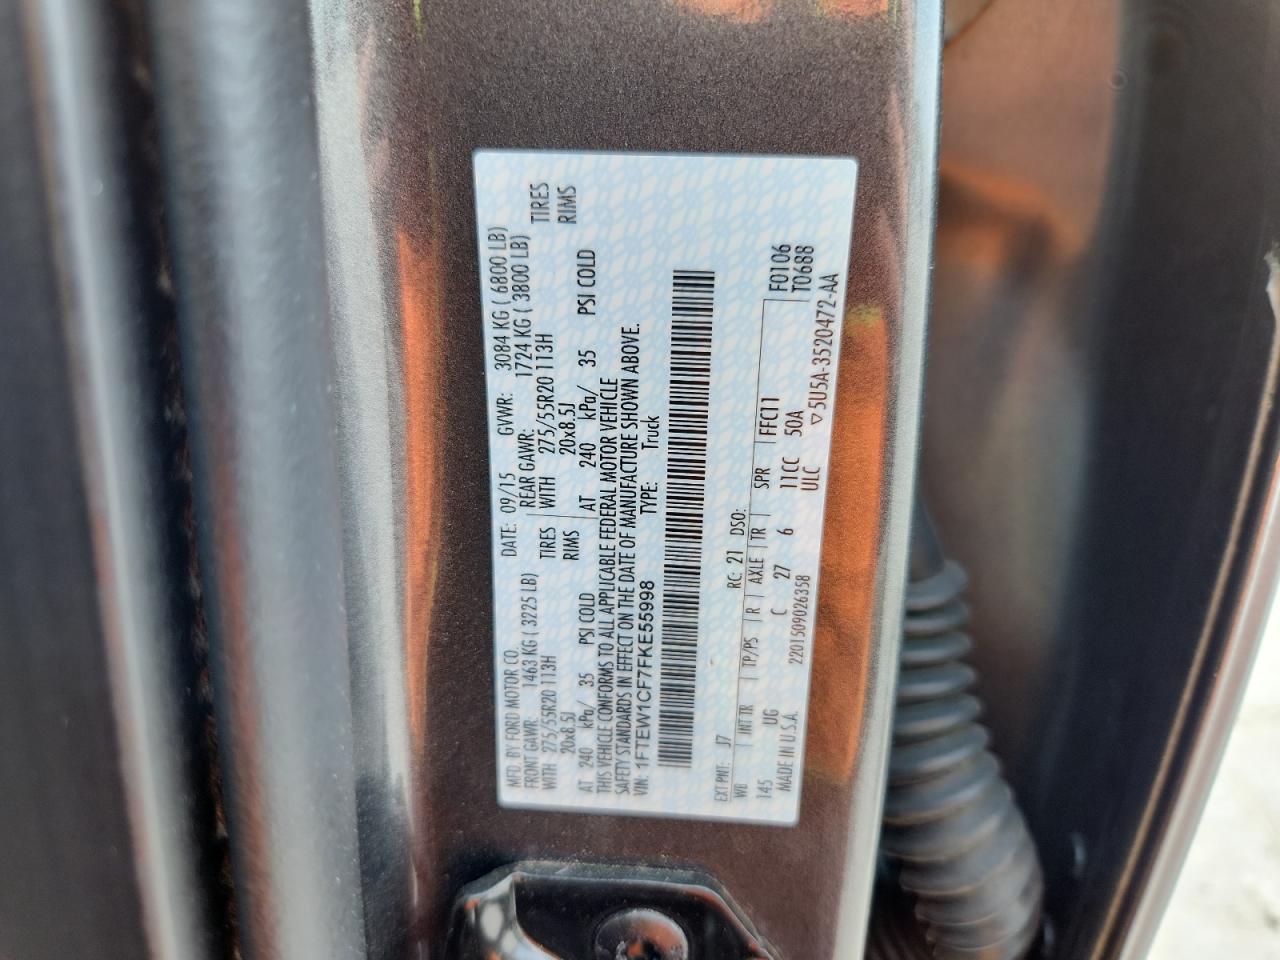 MFD. BY FORD MOTOR CO. DATE: 09/15 GVWR: 3084 KG ( 6800 LB)
FRONT GAWR: 1463 KG ( 3225 LB) REAR GAWR: 1724 KG ( 3800 LB)
WITH 275/55R20 113H TIRES WITH 275/55R20 113H TIRES
20x8.5J RIMS 20x8.5J RIMS
AT 240 kPa/ 35 PSI COLD AT 240 kPa/ 35 PSI COLD
THIS VEHICLE CONFORMS TO ALL APPLICABLE FEDERAL MOTOR VEHICLE
SAFETY STANDARDS IN EFFECT ON THE DATE OF MANUFACTURE SHOWN ABOVE.
VIN: 1FTEW1CF7FKE55998 TYPE: Truck
EXT PNT: J7 RC: 21 DSO: F0106
WB INT TR TP/PS R AXLE TR SPR FFC11 T0688
145 UG C 27 6 11CC 50A
MADE IN U.S.A. 2201509026358 ULC ▽5U5A-3520472-AA